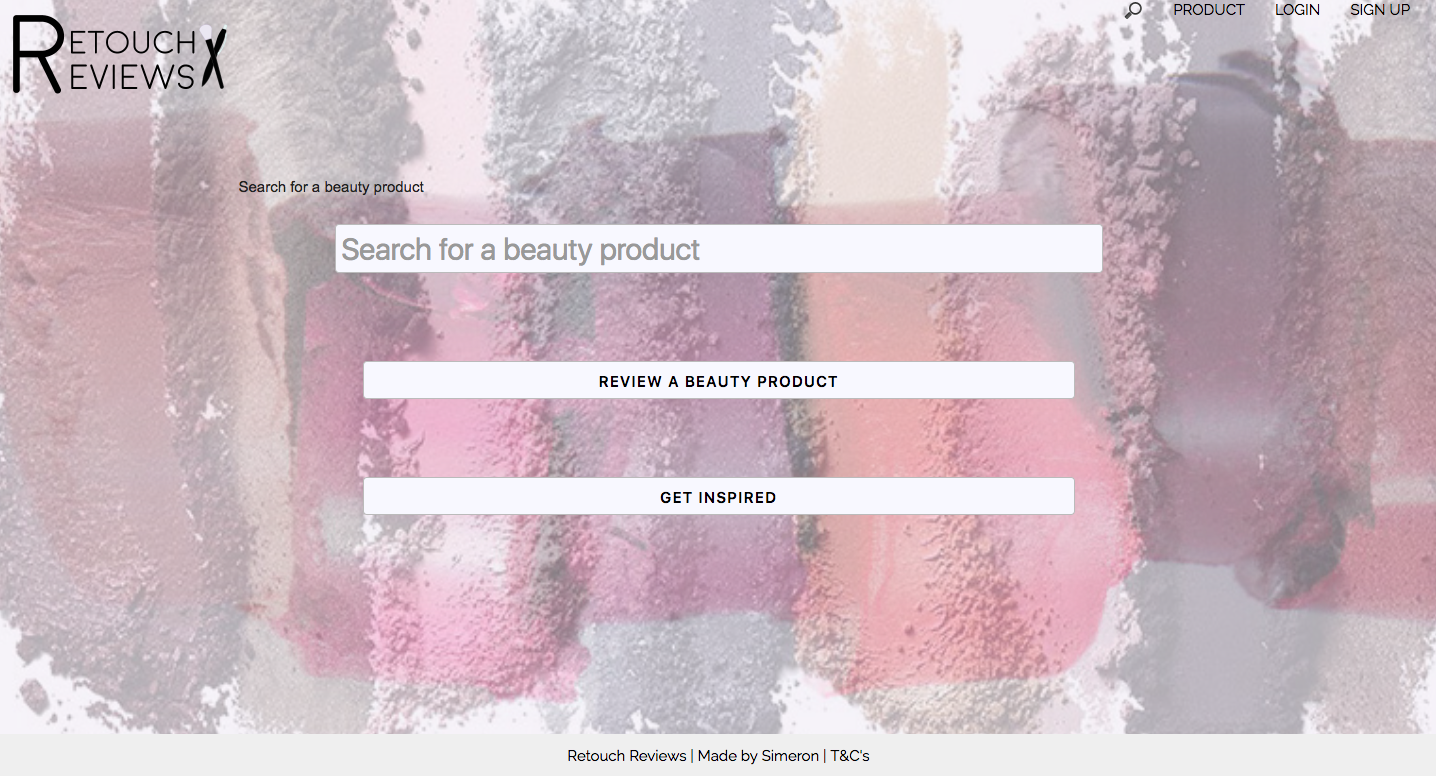 RETOUCH
REVIEWS
PRODUCT LOGIN SIGN UP
Search for a beauty product
Search for a beauty product
REVIEW A BEAUTY PRODUCT
GET INSPIRED
Retouch Reviews | Made by Simeron | T&C's